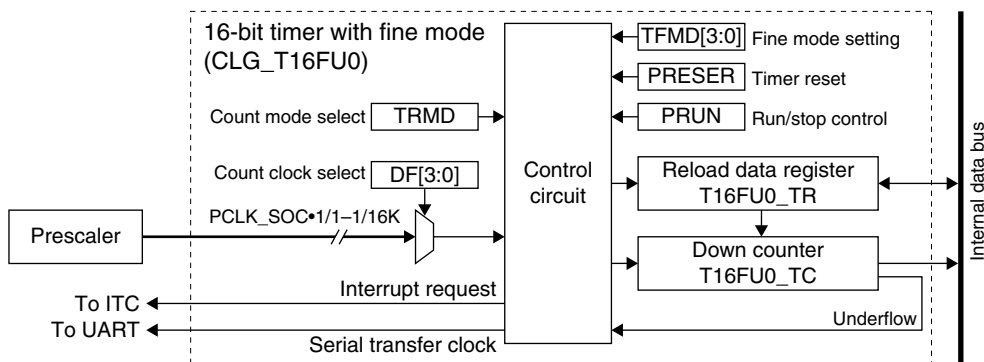 16-bit timer with fine mode
(CLG_T16FU0)
TFMD[3:0] Fine mode setting
PRESER Timer reset
Count mode select TRMD
PRUN Run/stop control
Control
circuit
Count clock select DF[3:0]
Reload data register
T16FU0_TR
PCLK_SOC•1/1–1/16K
Prescaler
Down counter
T16FU0_TC
Internal data bus
Interrupt request
To ITC
To UART
Underflow
Serial transfer clock